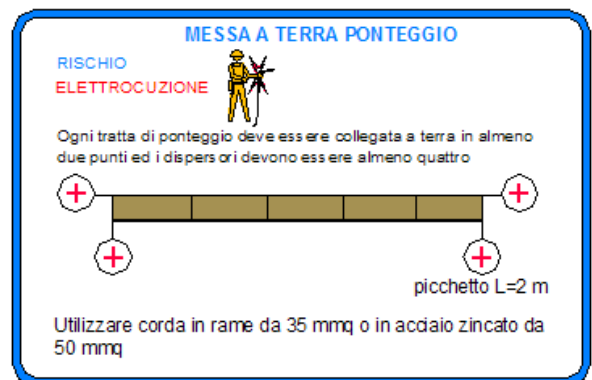 MESSA A TERRA PONTEGGIO
RISCHIO
ELETTROCUZIONE
Ogni tratta di ponteggio deve essere collegata a terra in almeno
due punti ed i dispersori devono essere almeno quattro
picchetto L=2 m
Utilizzare corda in rame da 35 mmq o in acciaio zincato da
50 mmq